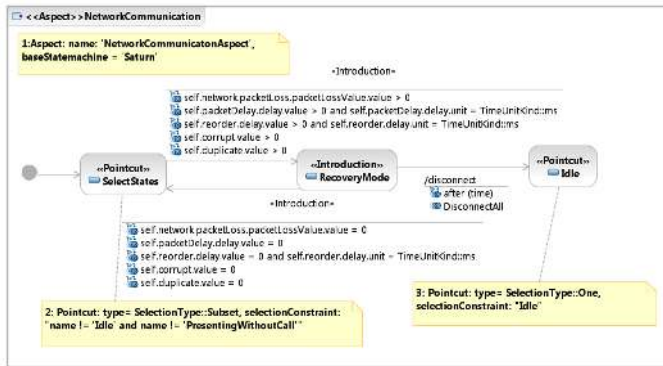 <<Aspect>>NetworkCommunication
1:Aspect: name: 'NetworkCommunicatonAspect',
baseStatemachine = 'Saturn'
«Introduction»
self.network.packetLoss.packetLossValue.value > 0
self.packetDelay.delay.value > 0 and self.packetDelay.delay.unit = TimeUnitKind::ms
self.reorder.delay.value > 0 and self.reorder.delay.unit = TimeUnitKind::ms
self.corrupt.value > 0
self.duplicate.value > 0
«Pointcut»
SelectStates
«Introduction»
RecoveryMode
«Pointcut»
Idle
/disconnect
after (time)
DisconnectAll
«Introduction»
self.network.packetLoss.packetLossValue.value = 0
self.packetDelay.delay.value = 0
self.reorder.delay.value = 0 and self.reorder.delay.unit = TimeUnitKind::ms
self.corrupt.value = 0
self.duplicate.value = 0
2: Pointcut: type= SelectionType::Subset, selectionConstraint:
"name != 'Idle' and name != 'PresentingWithoutCall'"
3: Pointcut: type= SelectionType::One,
selectionConstraint: "Idle"